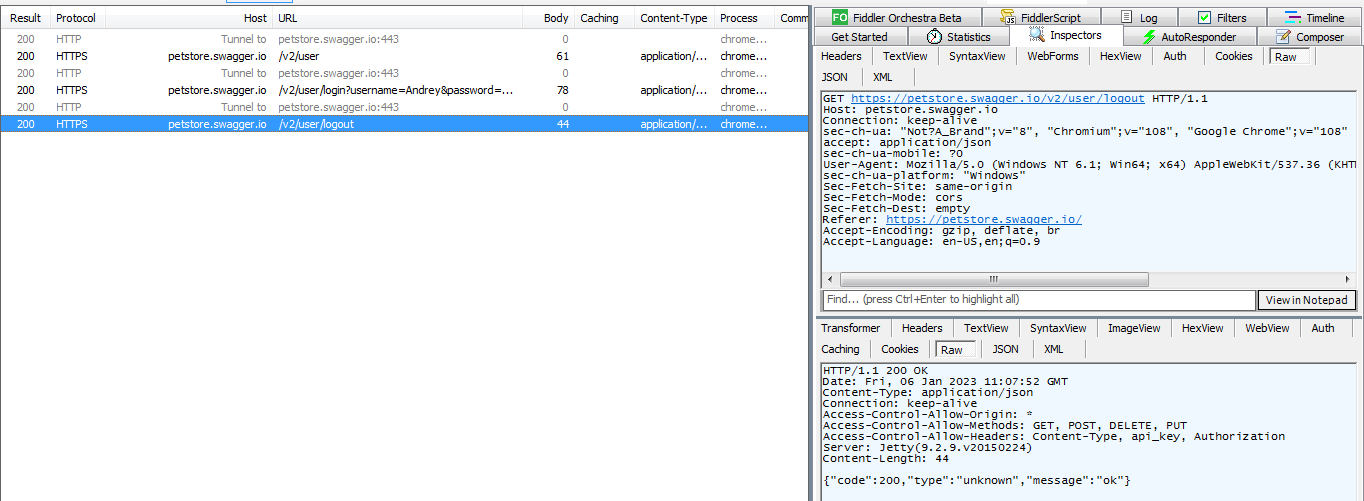 Result Protocol Host URL Body Caching Content-Type Process Comm
200 HTTP Tunnel to petstore.swagger.io:443 0 chrome...
200 HTTPS petstore.swagger.io /v2/user 61 application/... chrome...
200 HTTP Tunnel to petstore.swagger.io:443 0 chrome...
200 HTTPS petstore.swagger.io /v2/user/login?username=Andrey&password=... 78 application/... chrome...
200 HTTP Tunnel to petstore.swagger.io:443 0 chrome...
200 HTTPS petstore.swagger.io /v2/user/logout 44 application/... chrome...
FO Fiddler Orchestra Beta JS FiddlerScript Log Filters Timeline
Get Started Statistics Inspectors AutoResponder Composer
Headers TextView SyntaxView WebForms HexView Auth Cookies Raw
JSON XML
GET https://petstore.swagger.io/v2/user/logout HTTP/1.1
Host: petstore.swagger.io
Connection: keep-alive
sec-ch-ua: "Not?A_Brand";v="8", "Chromium";v="108", "Google Chrome";v="108"
accept: application/json
sec-ch-ua-mobile: ?0
User-Agent: Mozilla/5.0 (Windows NT 6.1; Win64; x64) AppleWebKit/537.36 (KHT
sec-ch-ua-platform: "Windows"
Sec-Fetch-Site: same-origin
Sec-Fetch-Mode: cors
Sec-Fetch-Dest: empty
Referer: https://petstore.swagger.io/
Accept-Encoding: gzip, deflate, br
Accept-Language: en-US,en;q=0.9
Find... (press Ctrl+Enter to highlight all) View in Notepad
Transformer Headers TextView SyntaxView ImageView HexView WebView Auth
Caching Cookies Raw JSON XML
HTTP/1.1 200 OK
Date: Fri, 06 Jan 2023 11:07:52 GMT
Content-Type: application/json
Connection: keep-alive
Access-Control-Allow-Origin: *
Access-Control-Allow-Methods: GET, POST, DELETE, PUT
Access-Control-Allow-Headers: Content-Type, api_key, Authorization
Server: Jetty(9.2.9.v20150224)
Content-Length: 44
{"code":200,"type":"unknown","message":"ok"}